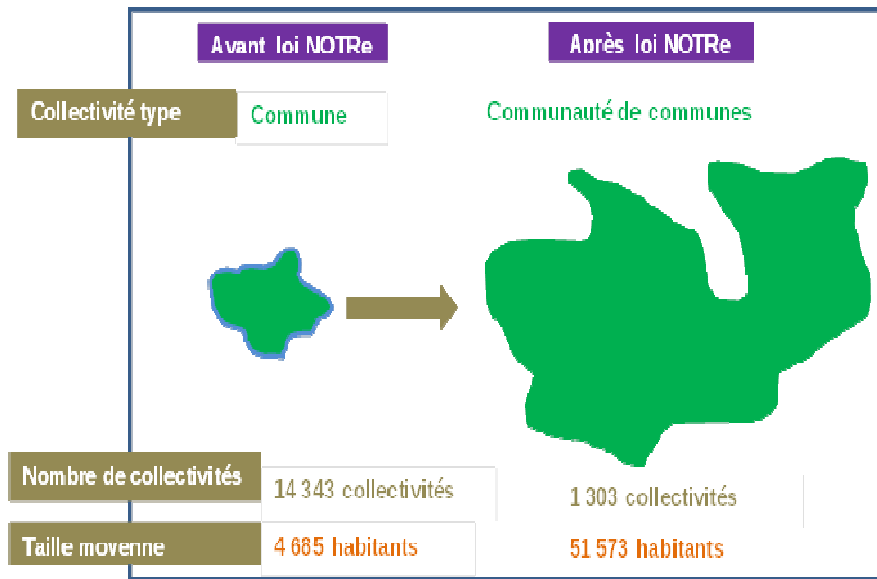 Avant loi NOTRe
Après loi NOTRe
Collectivité type
Commune
Communauté de communes
Nombre de collectivités
14 343 collectivités
1 303 collectivités
Taille moyenne
4 665 habitants
51 573 habitants